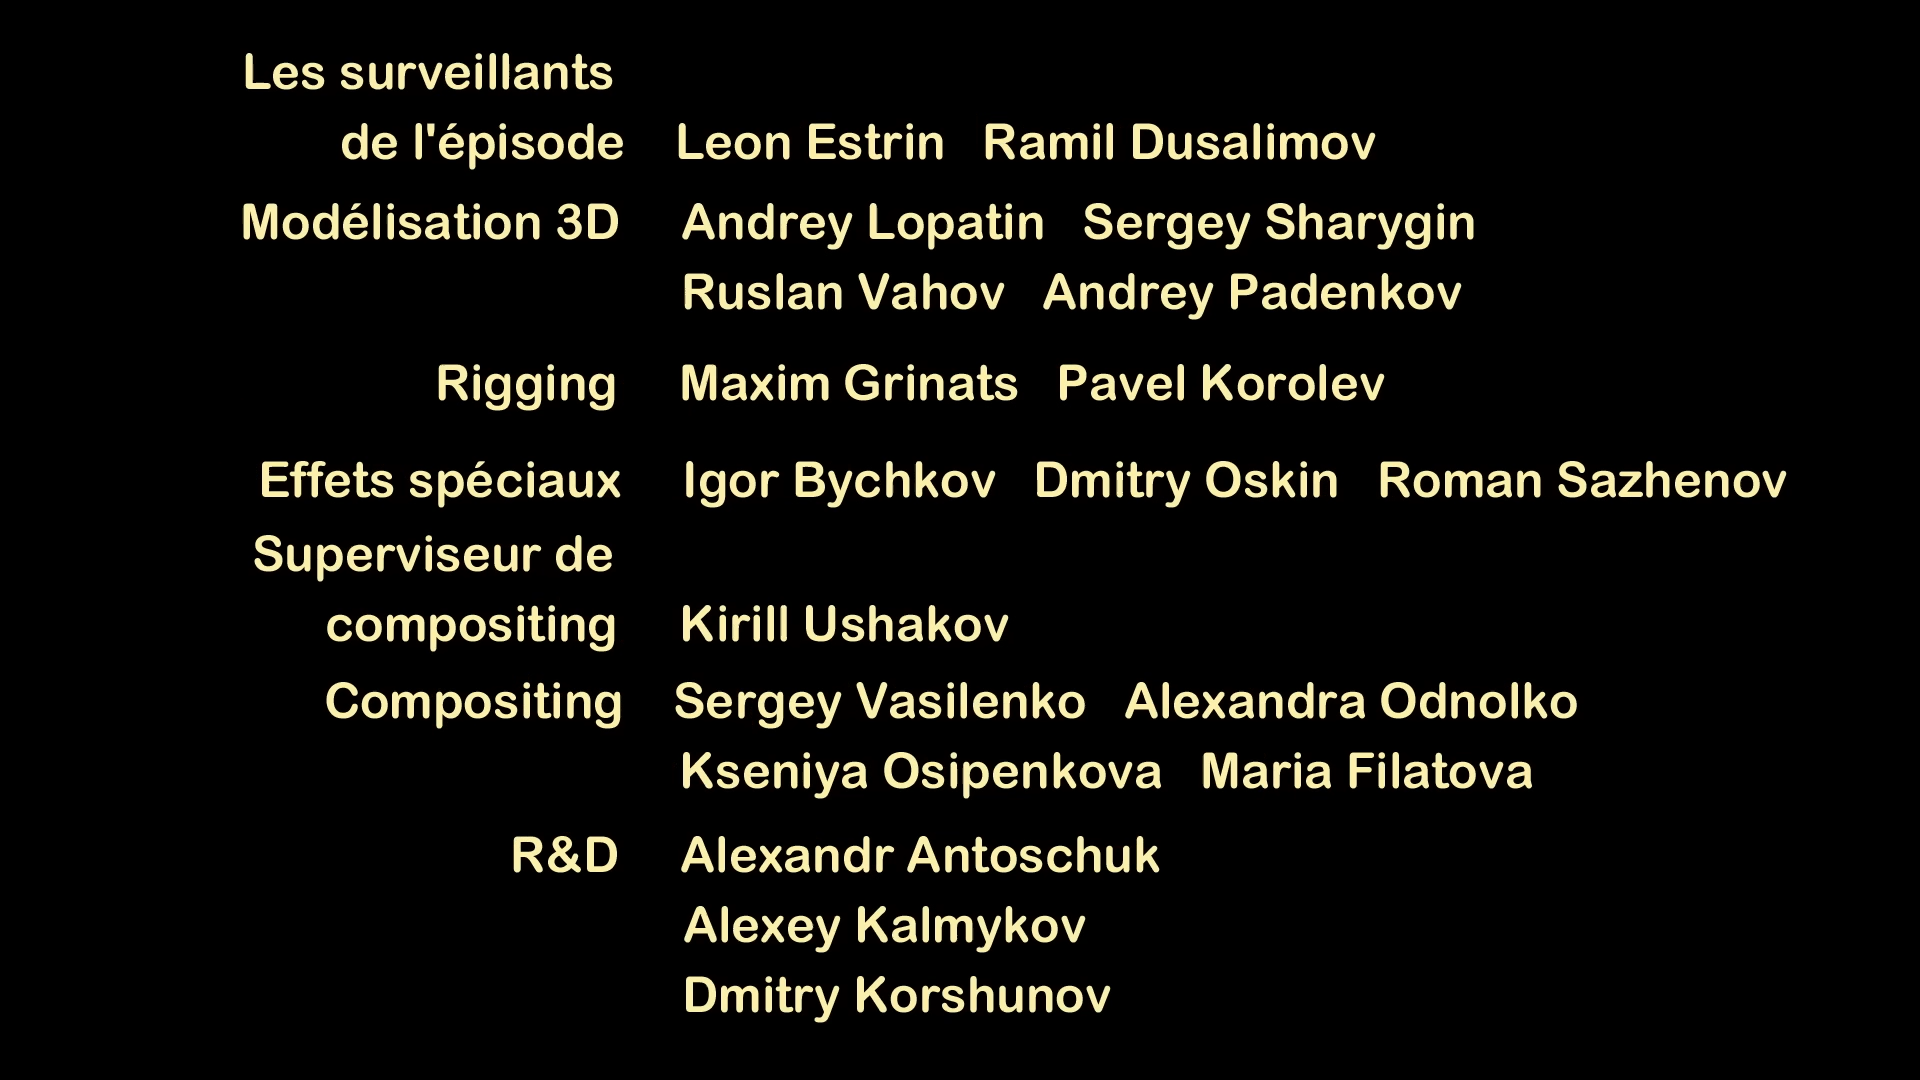 Les surveillants
de l'épisode Leon Estrin Ramil Dusalimov
Modélisation 3D Andrey Lopatin Sergey Sharygin
Ruslan Vahov Andrey Padenkov
Rigging Maxim Grinats Pavel Korolev
Effets spéciaux Igor Bychkov Dmitry Oskin Roman Sazhenov
Superviseur de
compositing Kirill Ushakov
Compositing Sergey Vasilenko Alexandra Odnolko
Kseniya Osipenkova Maria Filatova
R&D Alexandr Antoschuk
Alexey Kalmykov
Dmitry Korshunov